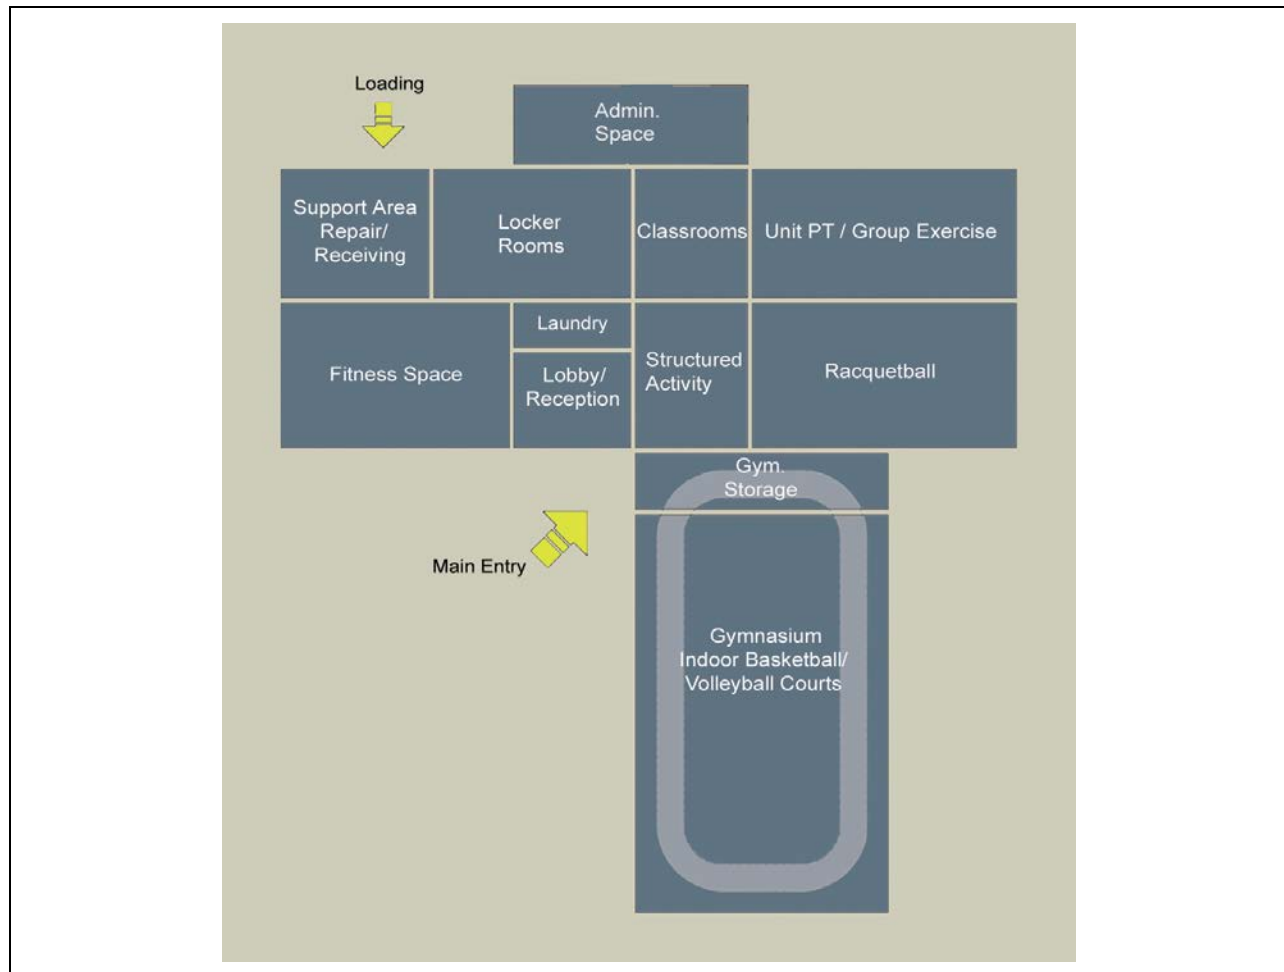 Loading
Admin.
Space
Support Area
Repair/
Receiving
Locker
Rooms
Classrooms
Unit PT / Group Exercise
Fitness Space
Laundry
Lobby/
Reception
Structured
Activity
Racquetball
Gym.
Storage
Main Entry
Gymnasium
Indoor Basketball/
Volleyball Courts